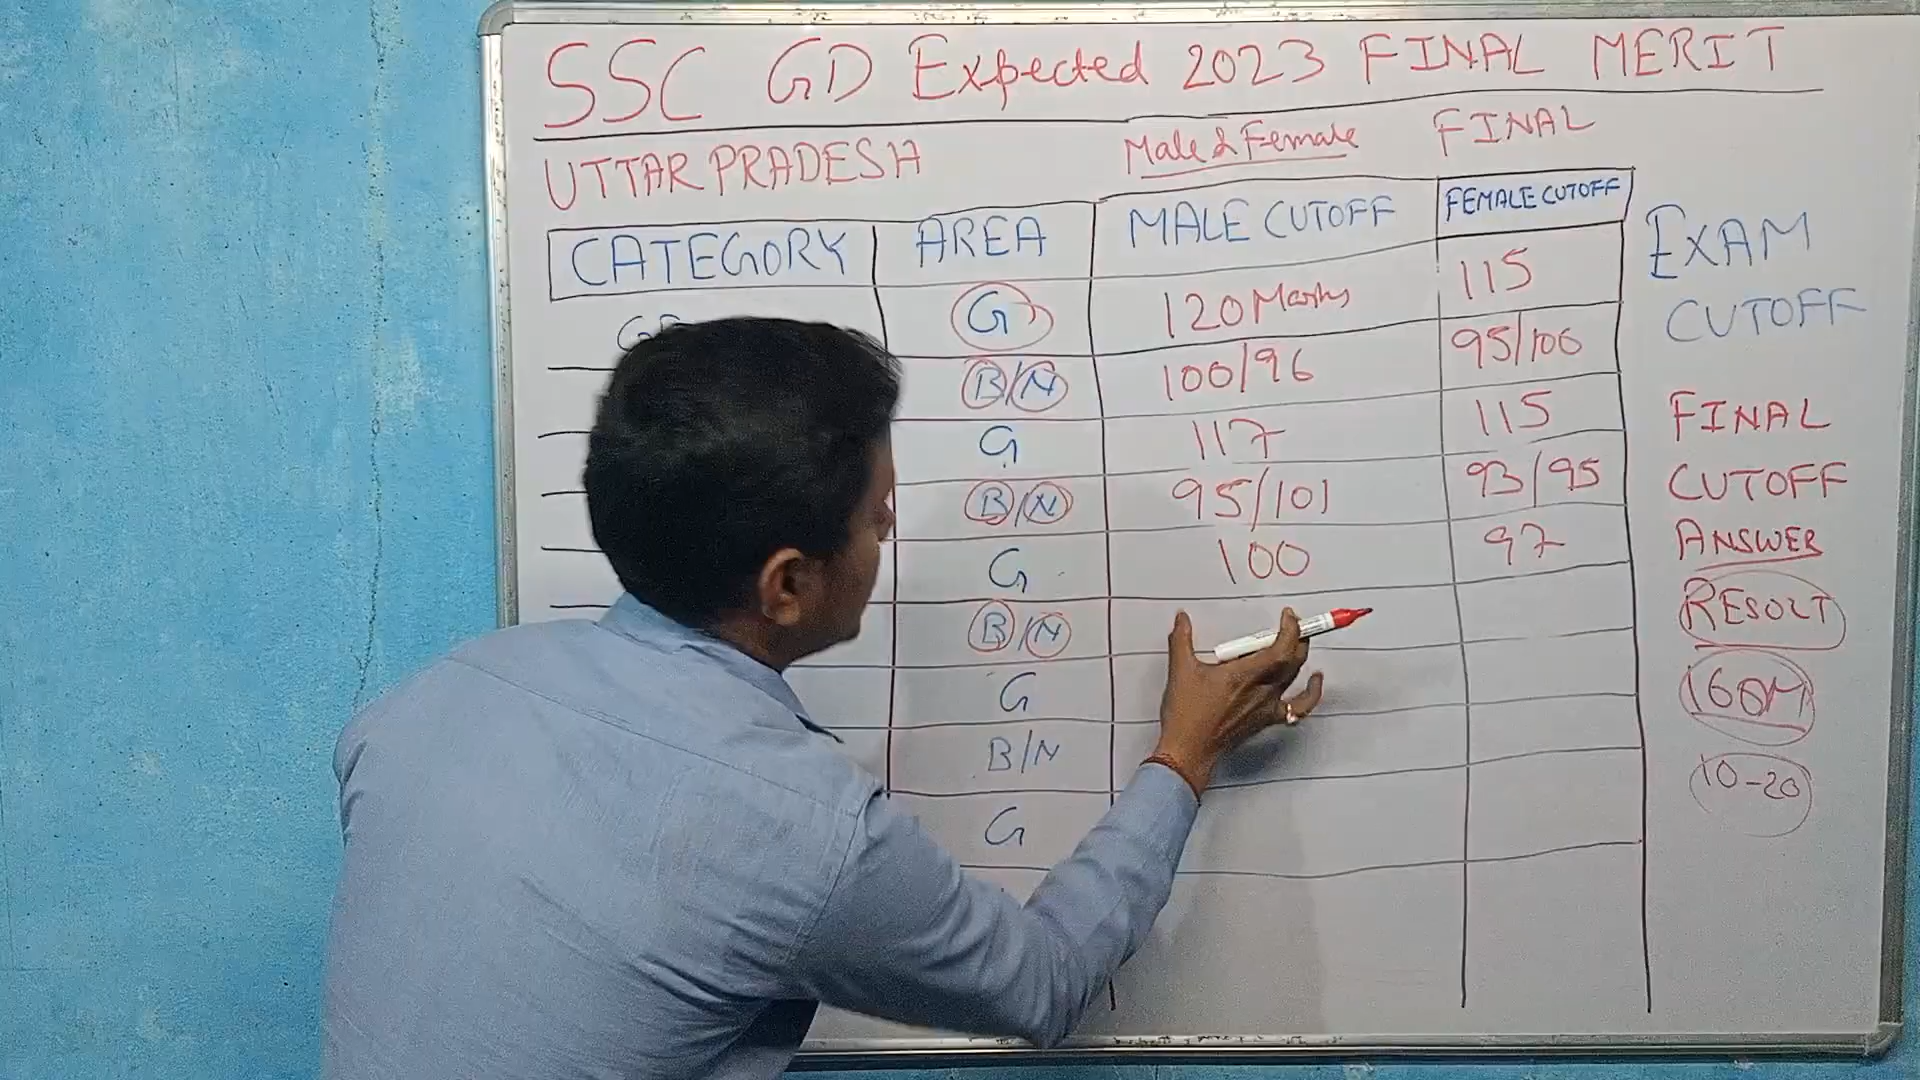 SSC GD Expected 2023 FINAL MERIT
UTTAR PRADESH Male & Female FINAL
CATEGORY AREA MALE CUTOFF FEMALE CUTOFF
G 120 Marks 115
B/N 100/96 95/100
G 117 115
B/N 95/101 93/95
G 100 97
B/N
G
B/N
G
EXAM
CUTOFF
FINAL
CUTOFF
ANSWER
RESOLT
160M
10-20